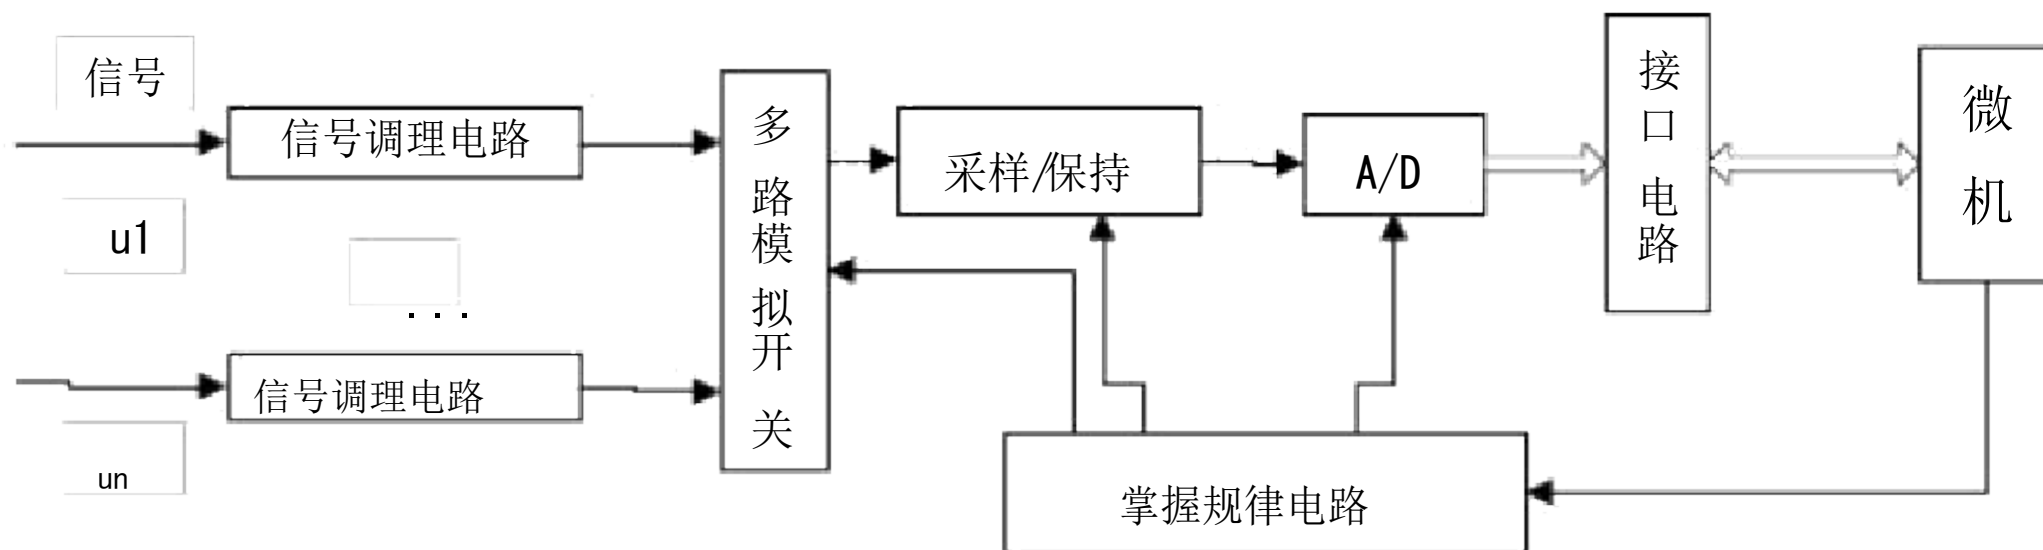 信号
信号调理电路
u1
...
信号调理电路
un
多路模拟开关
采样/保持
A/D
接口电路
微机
掌握规律电路